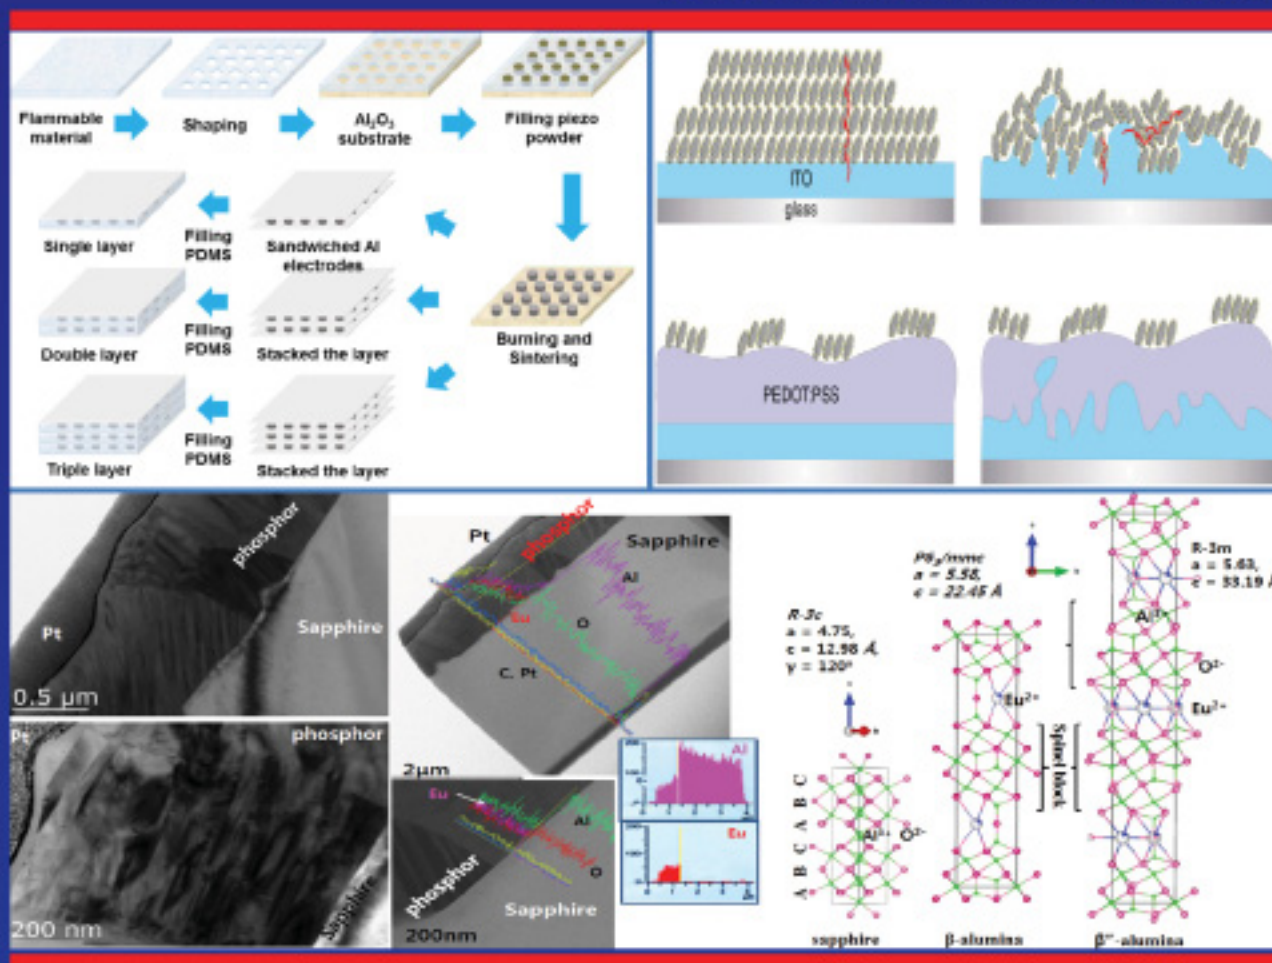 Flammable
material
Shaping
Al₂O₃
substrate
Filling piezo
powder
Single layer
Filling
PDMS
Sandwiched Al
electrodes
Double layer
Filling
PDMS
Stacked the layer
Burning and
Sintering
Triple layer
Filling
PDMS
Stacked the layer
ITO
glass
PEDOT:PSS
Pt
phosphor
Sapphire
0.5 μm
phosphor
Sapphire
200 nm
Pt
phosphor
Sapphire
Al
Eu
O
C. Pt
2μm
Eu
Al
O
phosphor
Sapphire
200nm
Al
Eu
R-3c
a = 4.75,
c = 12.98 Å,
γ = 120°
A B C A B C
Al³⁺ O²⁻
sapphire
P6₃/mmc
a = 5.58,
c = 22.45 Å
Eu²⁺
Spinel block
β-alumina
R-3m
a = 5.63,
c = 33.19 Å
Al³⁺
O²⁻
Eu²⁺
β"-alumina